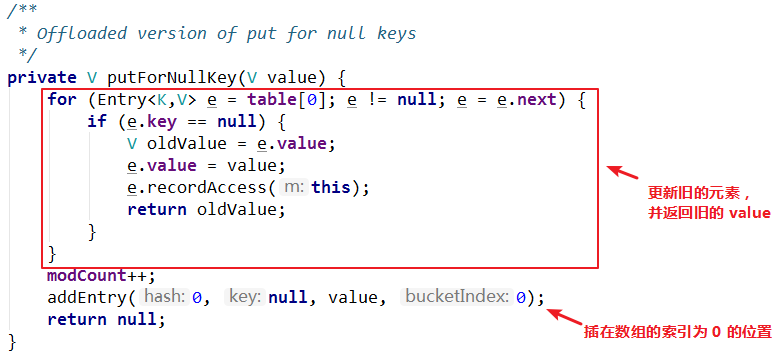 /**
 * Offloaded version of put for null keys
 */
private V putForNullKey(V value) {
    for (Entry<K,V> e = table[0]; e != null; e = e.next) {
        if (e.key == null) {
            V oldValue = e.value;
            e.value = value;
            e.recordAccess( m: this);
            return oldValue;
        }
    }
    modCount++;
    addEntry( hash: 0, key: null, value, bucketIndex: 0);
    return null;
}
更新旧的元素，
并返回旧的 value
插在数组的索引为 0 的位置